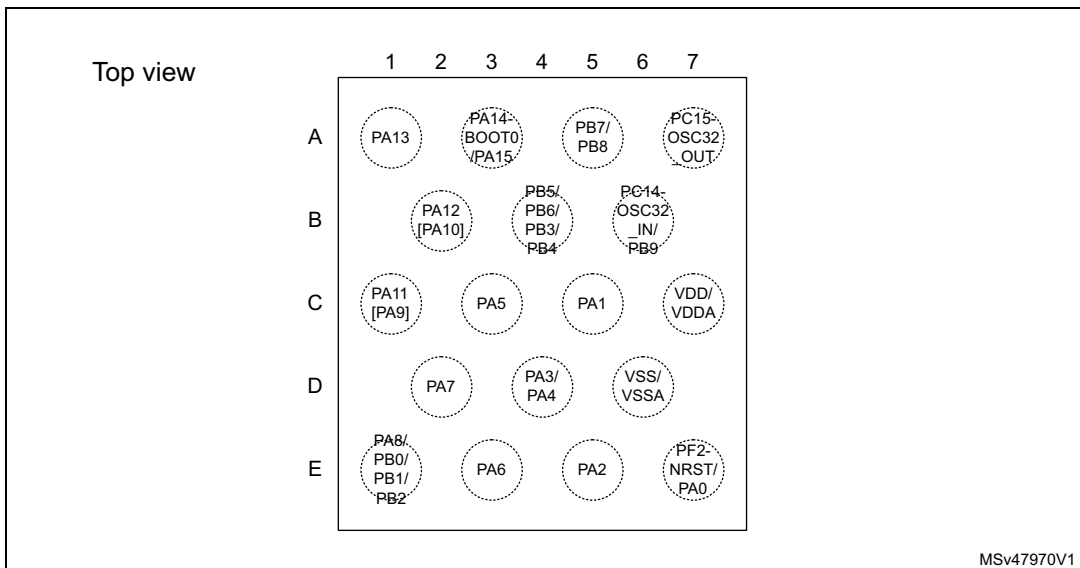 Top view
1 2 3 4 5 6 7
A
PA13
PA14-
BOOT0
/PA15
PB7/
PB8
PC15-
OSC32
_OUT
B
PA12
[PA10]
PB5/
PB6/
PB3/
PB4
PC14-
OSC32
_IN/
PB9
C
PA11
[PA9]
PA5
PA1
VDD/
VDDA
D
PA7
PA3/
PA4
VSS/
VSSA
E
PA8/
PB0/
PB1/
PB2
PA6
PA2
PF2-
NRST/
PA0
MSv47970V1